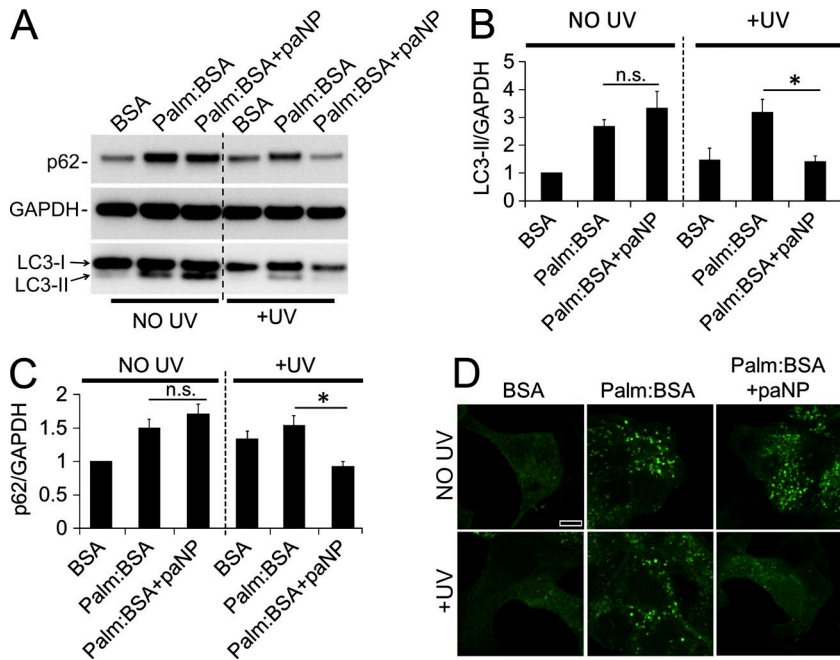 A
BSA
Palm:BSA
Palm:BSA+paNP
BSA
Palm:BSA
Palm:BSA+paNP
p62-
GAPDH-
LC3-I
LC3-II
NO UV
+UV
B
NO UV
+UV
LC3-II/GAPDH
5
4
3
2
1
0
n.s.
*
BSA
Palm:BSA
Palm:BSA+paNP
BSA
Palm:BSA
Palm:BSA+paNP
C
NO UV
+UV
p62/GAPDH
2
1.5
1
0.5
0
n.s.
*
BSA
Palm:BSA
Palm:BSA+paNP
BSA
Palm:BSA
Palm:BSA+paNP
D
BSA
Palm:BSA
Palm:BSA
+paNP
NO UV
+UV